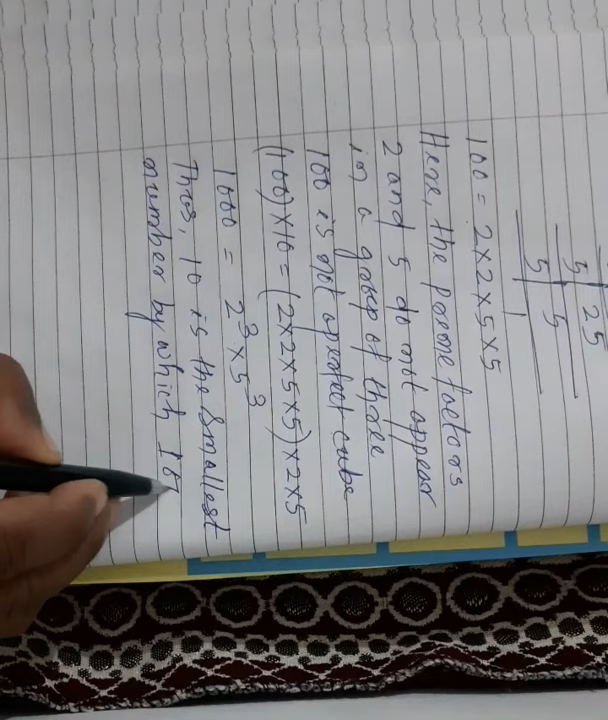 5 | 25
5 | 5
1
100 = 2×2×5×5
Here, the prime factors
2 and 5 do not appear
in a group of three
100 is not a perfect cube
(100)×10 = (2×2×5×5)×2×5
1000 = 2³×5³
Thus, 10 is the smallest
number by which